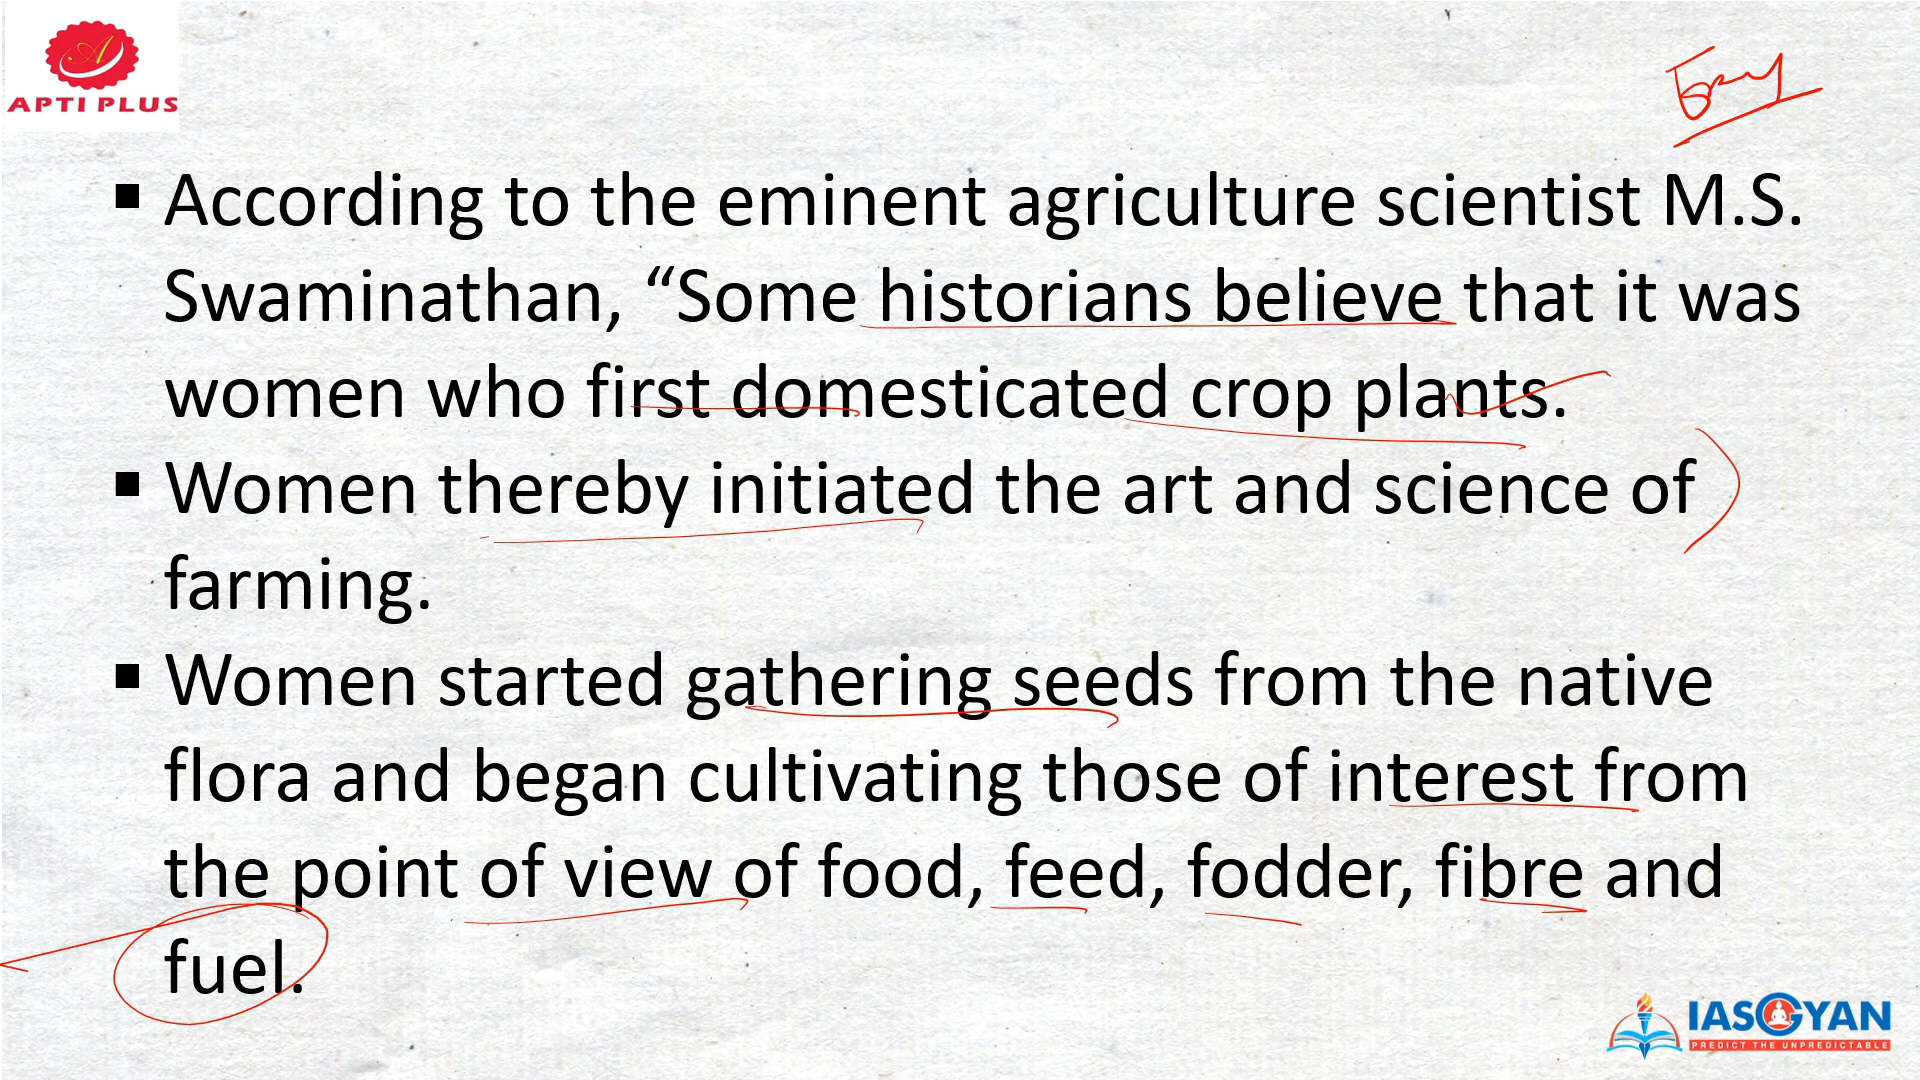 APTI PLUS
Essay
▪ According to the eminent agriculture scientist M.S.
Swaminathan, “Some historians believe that it was
women who first domesticated crop plants.
▪ Women thereby initiated the art and science of
farming.
▪ Women started gathering seeds from the native
flora and began cultivating those of interest from
the point of view of food, feed, fodder, fibre and
fuel.
IASGYAN
PREDICT THE UNPREDICTABLE